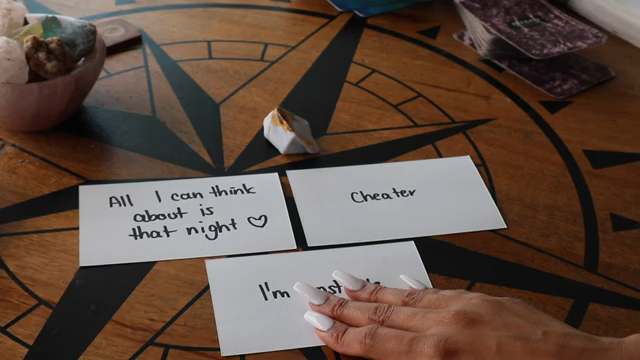 All I can think
about is
that night ♡
Cheater
I'm